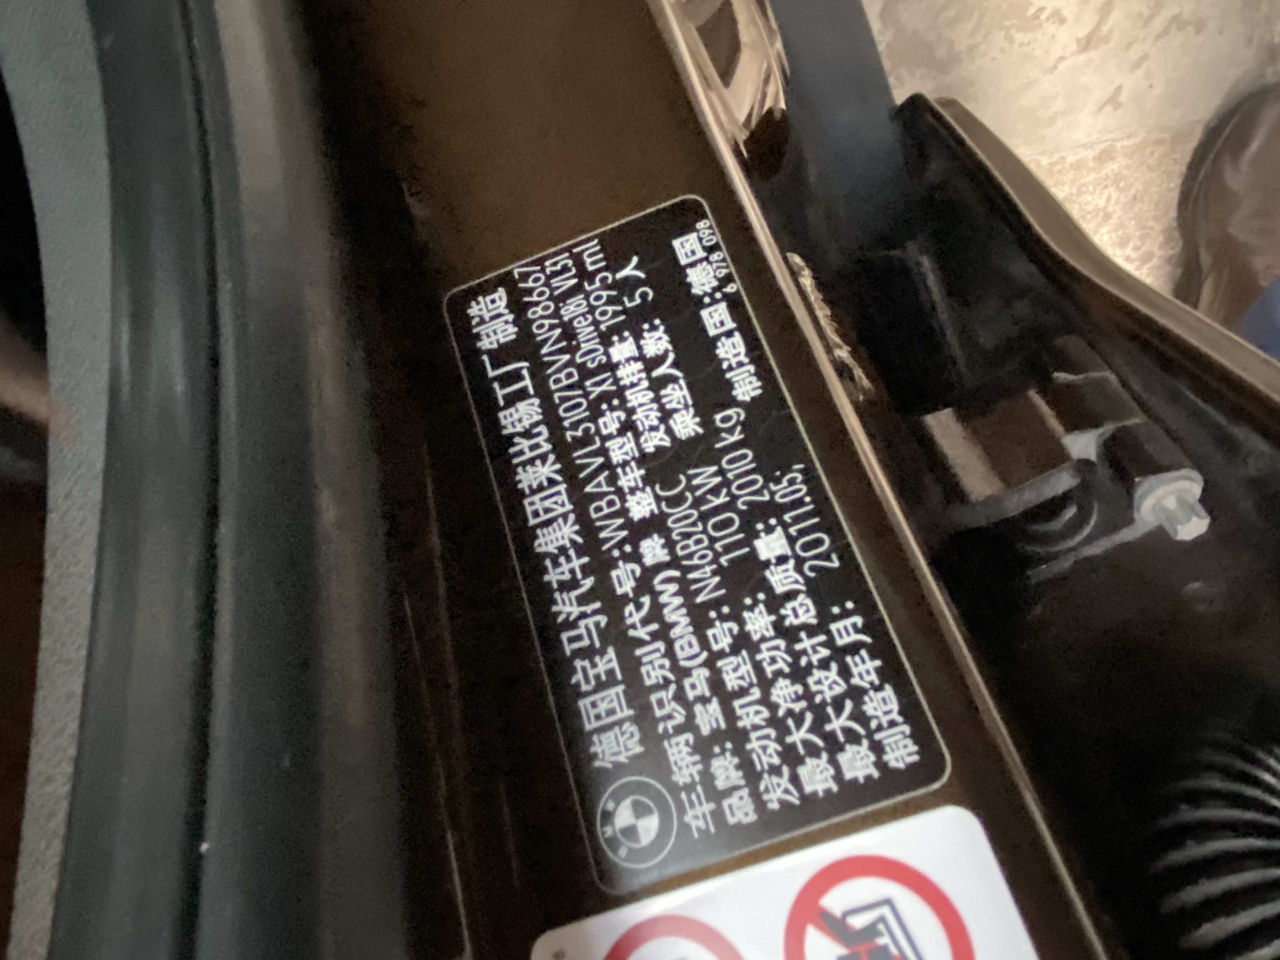 德国宝马汽车集团莱比锡工厂制造
车辆识别代号:WBAVL3107BVN98667
品牌: 宝马(BMW) 牌 整车型号: X1 sDrive18i VL31
发动机型号: N46B20CC 发动机排量: 1995 ml
发动机最大净功率: 110 kW 乘坐人数: 5 人
最大设计总质量: 2010 kg
制造年月: 2011.05; 制造国:德国
6 978 098